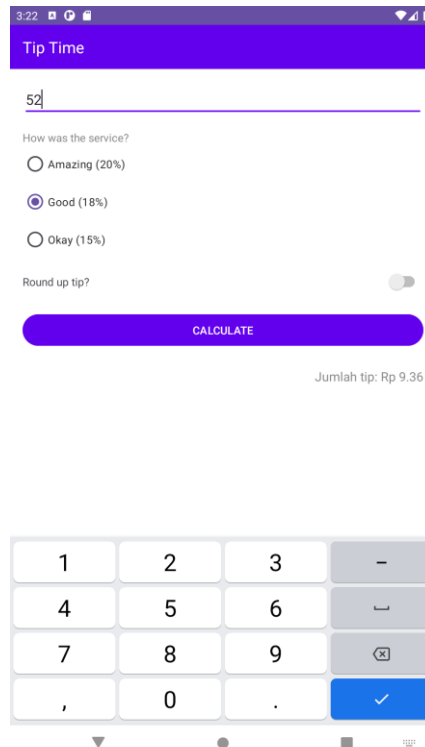 3:22
Tip Time
52
How was the service?
Amazing (20%)
Good (18%)
Okay (15%)
Round up tip?
CALCULATE
Jumlah tip: Rp 9.36
1 2 3 –
4 5 6
7 8 9
, 0 .